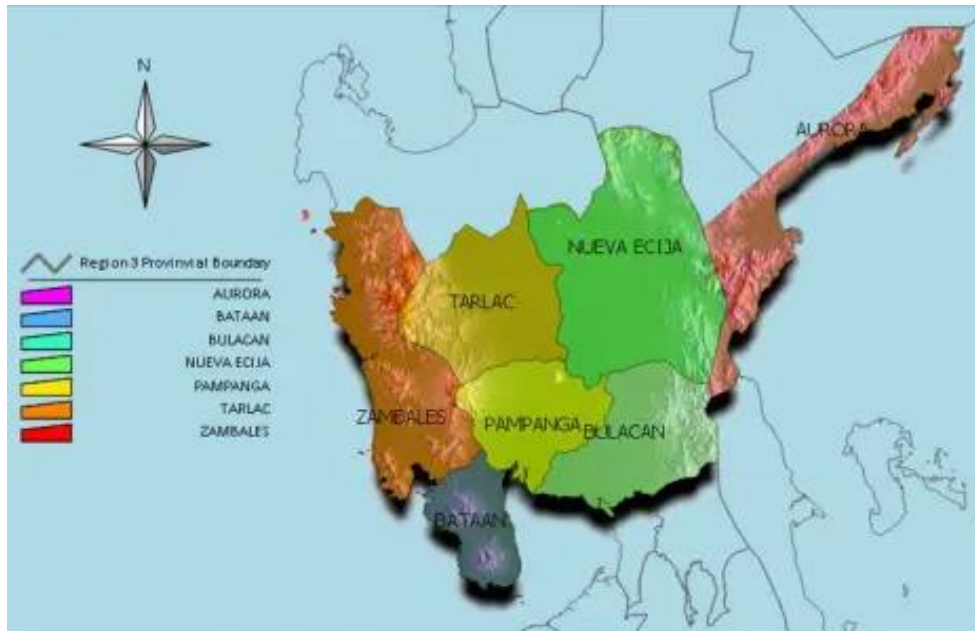 N
Region 3 Provinvial Boundary
AURORA
BATAAN
BULACAN
NUEVA ECIJA
PAMPANGA
TARLAC
ZAMBALES
AURORA
NUEVA ECIJA
TARLAC
ZAMBALES
PAMPANGA
BULACAN
BATAAN